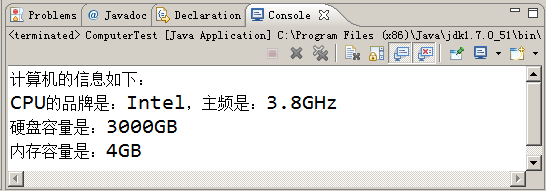 Problems @ Javadoc Declaration Console
<terminated> ComputerTest [Java Application] C:\Program Files (x86)\Java\jdk1.7.0_51\bin\
计算机的信息如下：
CPU的品牌是：Intel，主频是：3.8GHz
硬盘容量是：3000GB
内存容量是：4GB